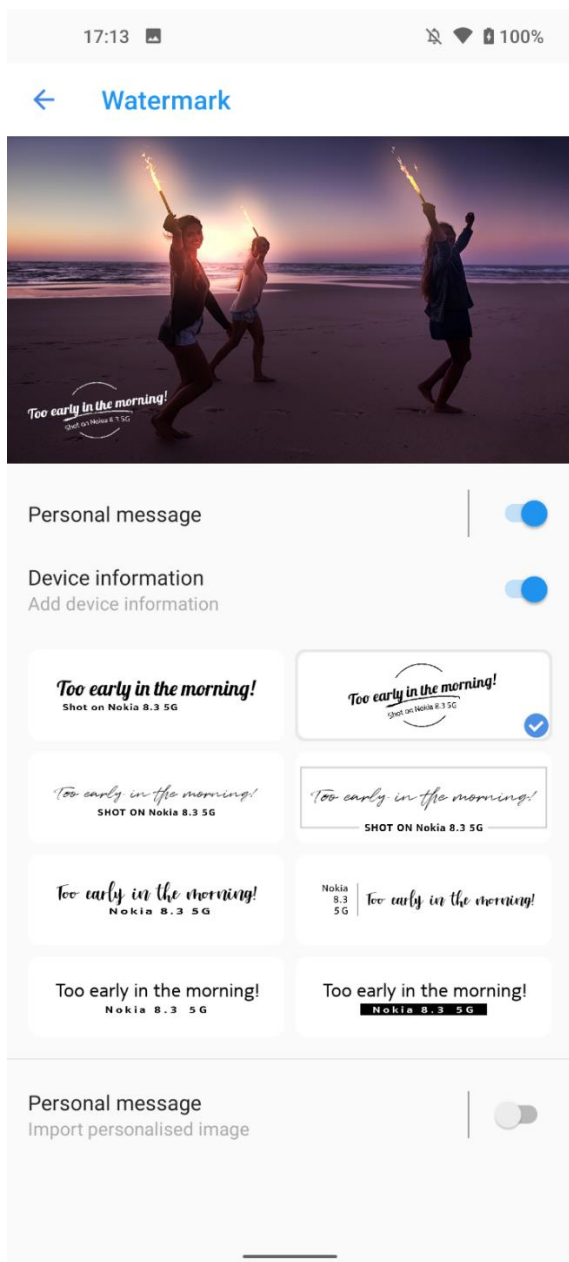 17:13
100%
Watermark
Too early in the morning!
Shot on Nokia 8.3 5G
Personal message
Device information
Add device information
Too early in the morning!
Shot on Nokia 8.3 5G
Too early in the morning!
Shot on Nokia 8.3 5G
Too early in the morning!
SHOT ON Nokia 8.3 5G
Too early in the morning!
SHOT ON Nokia 8.3 5G
Too early in the morning!
Nokia 8.3 5G
Nokia
8.3
5G
Too early in the morning!
Too early in the morning!
Nokia 8.3 5G
Too early in the morning!
Nokia 8.3 5G
Personal message
Import personalised image